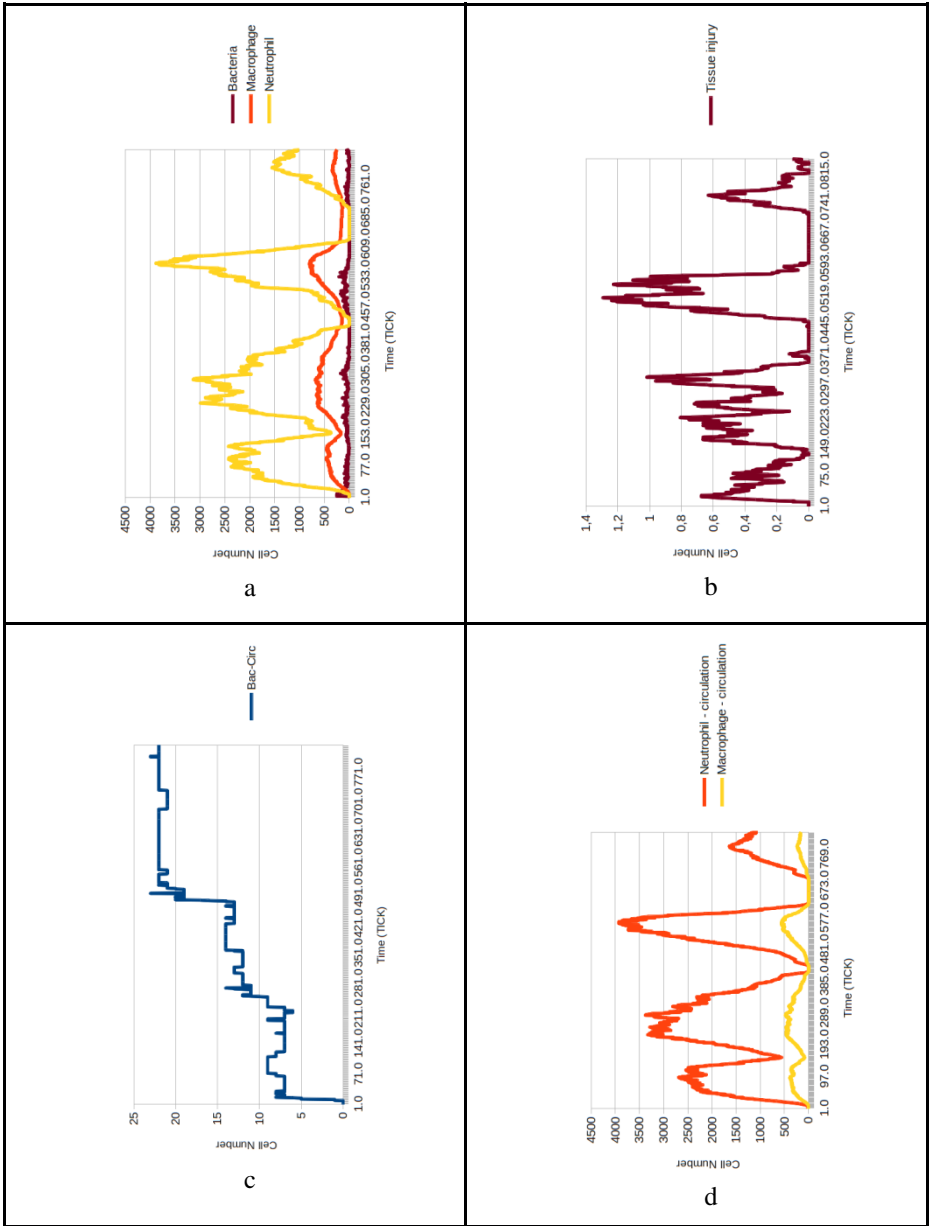 4500
4000
3500
3000
2500
2000
1500
1000
500
0
1.0 77.0 153.0 229.0 305.0 381.0 457.0 533.0 609.0 685.0 761.0
Time (TICK)
Cell Number
Bacteria
Macrophage
Neutrophil
a
1,4
1,2
1
0,8
0,6
0,4
0,2
0
1.0 75.0 149.0 223.0 297.0 371.0 445.0 519.0 593.0 667.0 741.0 815.0
Time (TICK)
Cell Number
Tissue injury
b
25
20
15
10
5
0
1.0 71.0 141.0 211.0 281.0 351.0 421.0 491.0 561.0 631.0 701.0 771.0
Time (TICK)
Cell Number
Bac-Circ
c
4500
4000
3500
3000
2500
2000
1500
1000
500
0
1.0 97.0 193.0 289.0 385.0 481.0 577.0 673.0 769.0
Time (TICK)
Cell Number
Neutrophil - circulation
Macrophage - circulation
d